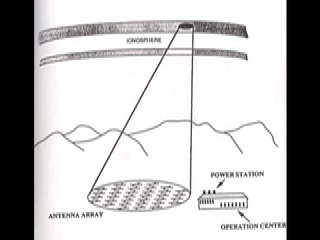 IONOSPHERE
POWER STATION
ANTENNA ARRAY
OPERATION CENTER